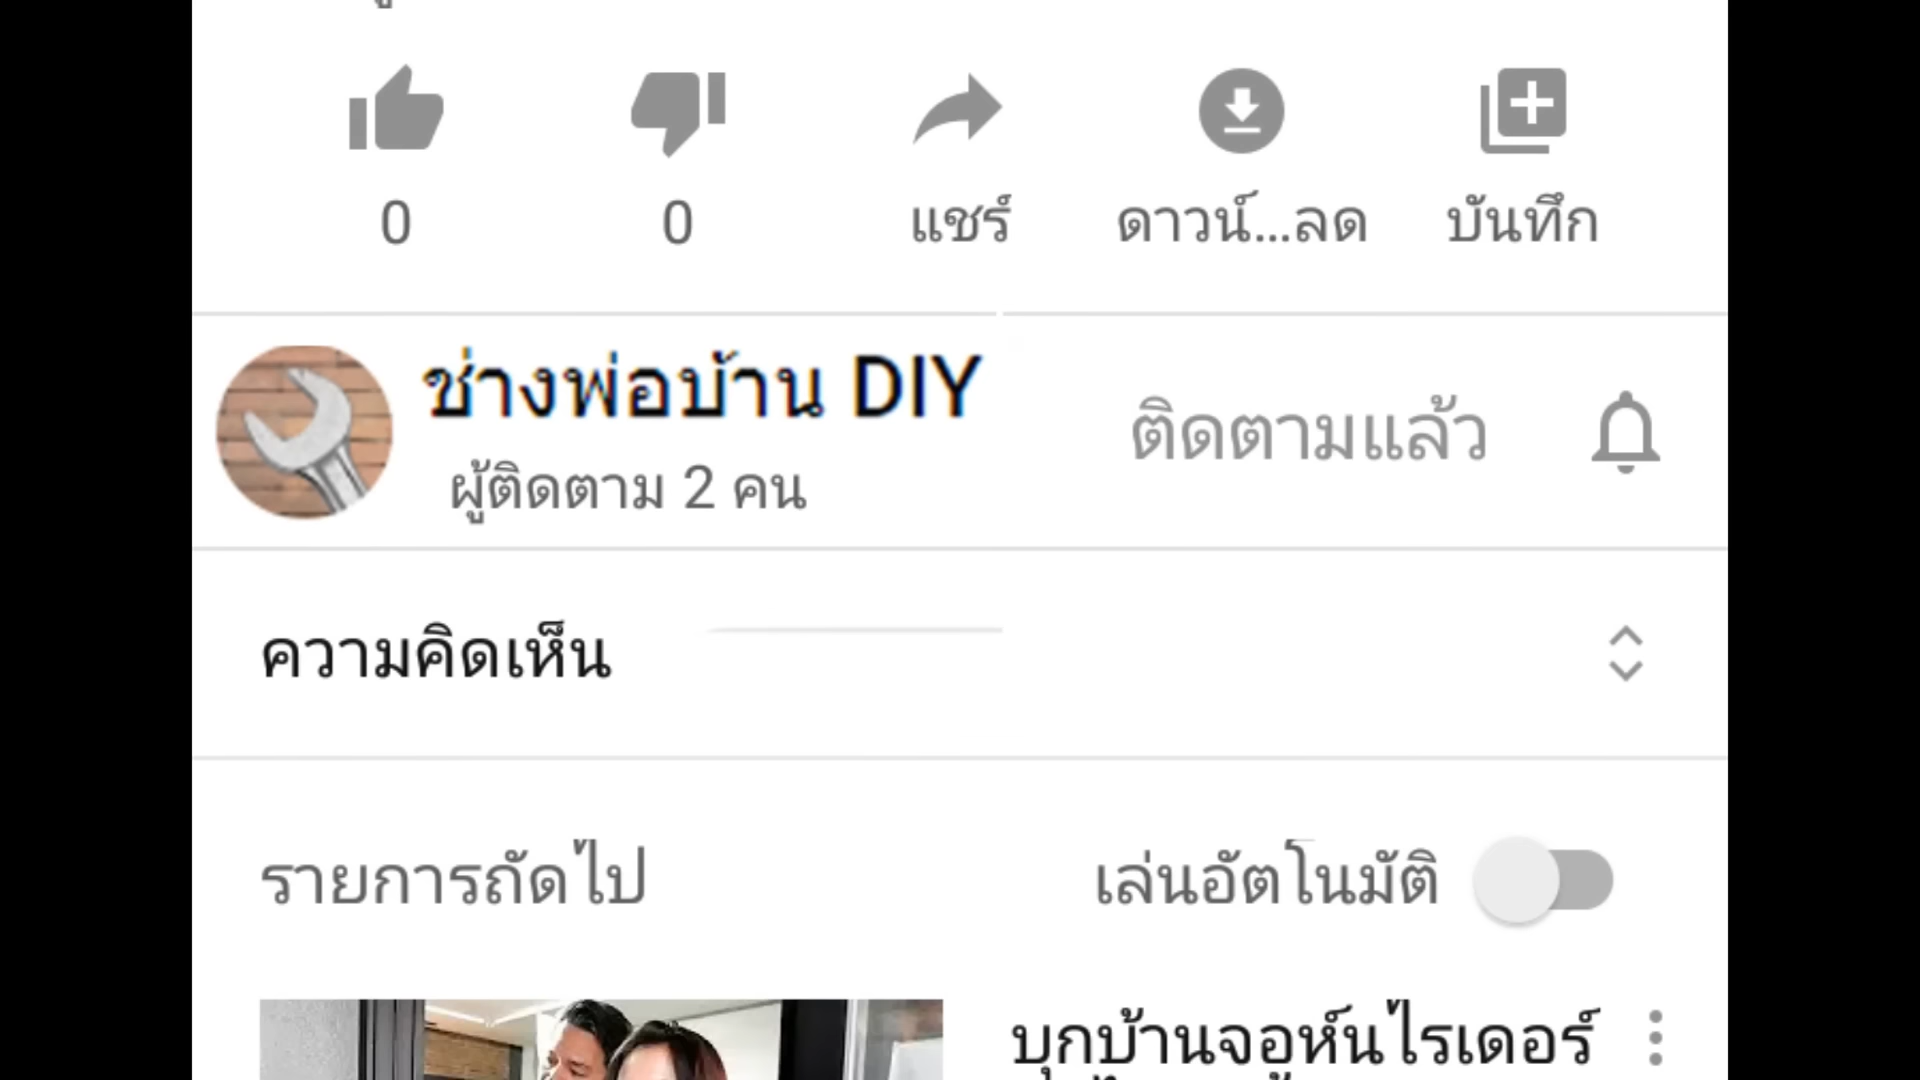 0
0
แชร์
ดาวน์...ลด
บันทึก
ช่างพ่อบ้าน DIY
ติดตามแล้ว
ผู้ติดตาม 2 คน
ความคิดเห็น
รายการถัดไป
เล่นอัตโนมัติ
บุกบ้านจอห์นไรเดอร์